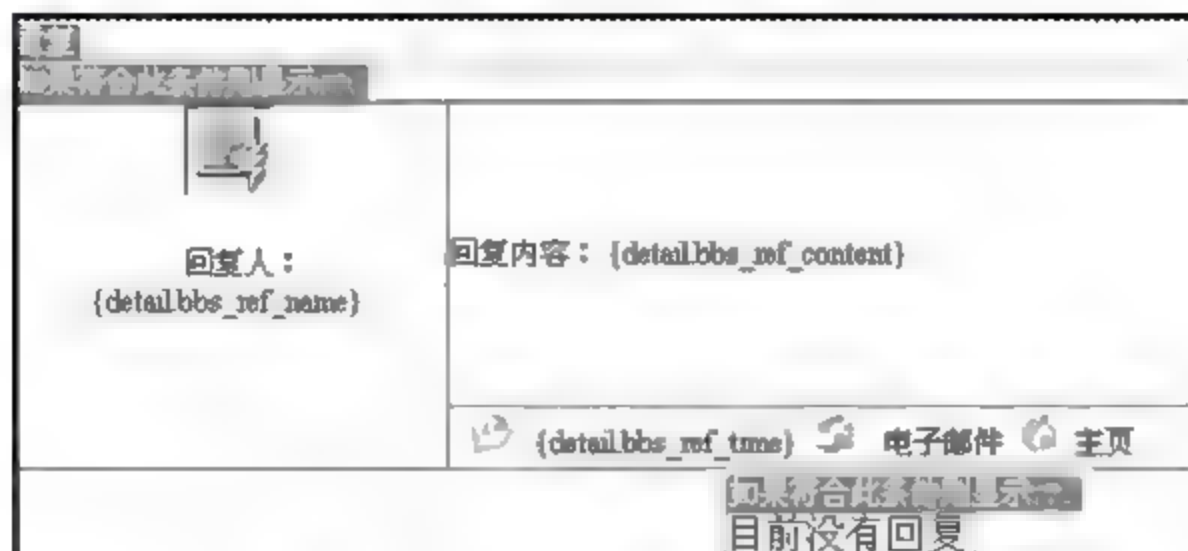 重复
如果符合此条件则显示...
回复人：
{detail.bbs_ref_name}
回复内容：{detail.bbs_ref_content}
{detail.bbs_ref_time} 电子邮件 主页
如果符合此条件则显示...
目前没有回复